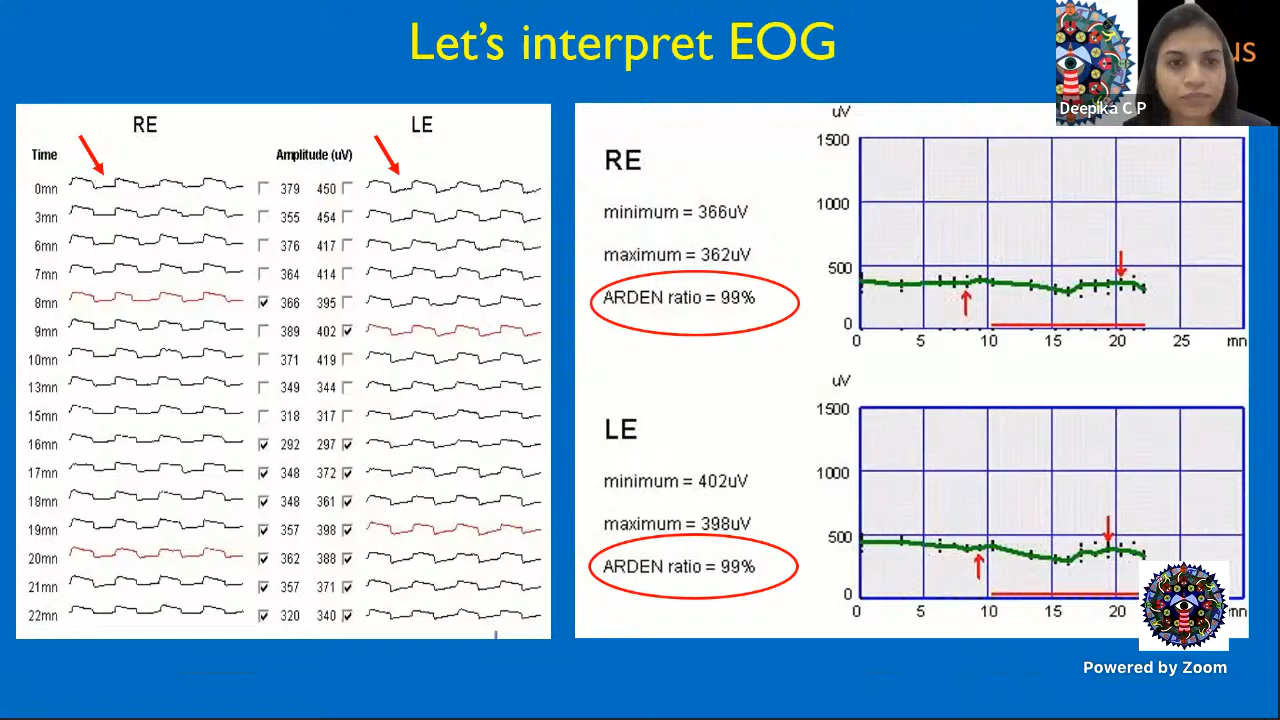 Let's interpret EOG
us
Deepika C P
RE LE
Time Amplitude (uV)
0mn 379 450
3mn 355 454
6mn 376 417
7mn 364 414
8mn 366 395
9mn 389 402
10mn 371 419
13mn 349 344
15mn 318 317
16mn 292 297
17mn 348 372
18mn 348 361
19mn 357 398
20mn 362 388
21mn 357 371
22mn 320 340
RE
minimum = 366uV
maximum = 362uV
ARDEN ratio = 99%
uV
1500
1000
500
0
0 5 10 15 20 25 mn
LE
minimum = 402uV
maximum = 398uV
ARDEN ratio = 99%
uV
1500
1000
500
0
0 5 10 15 20 mn
Powered by Zoom